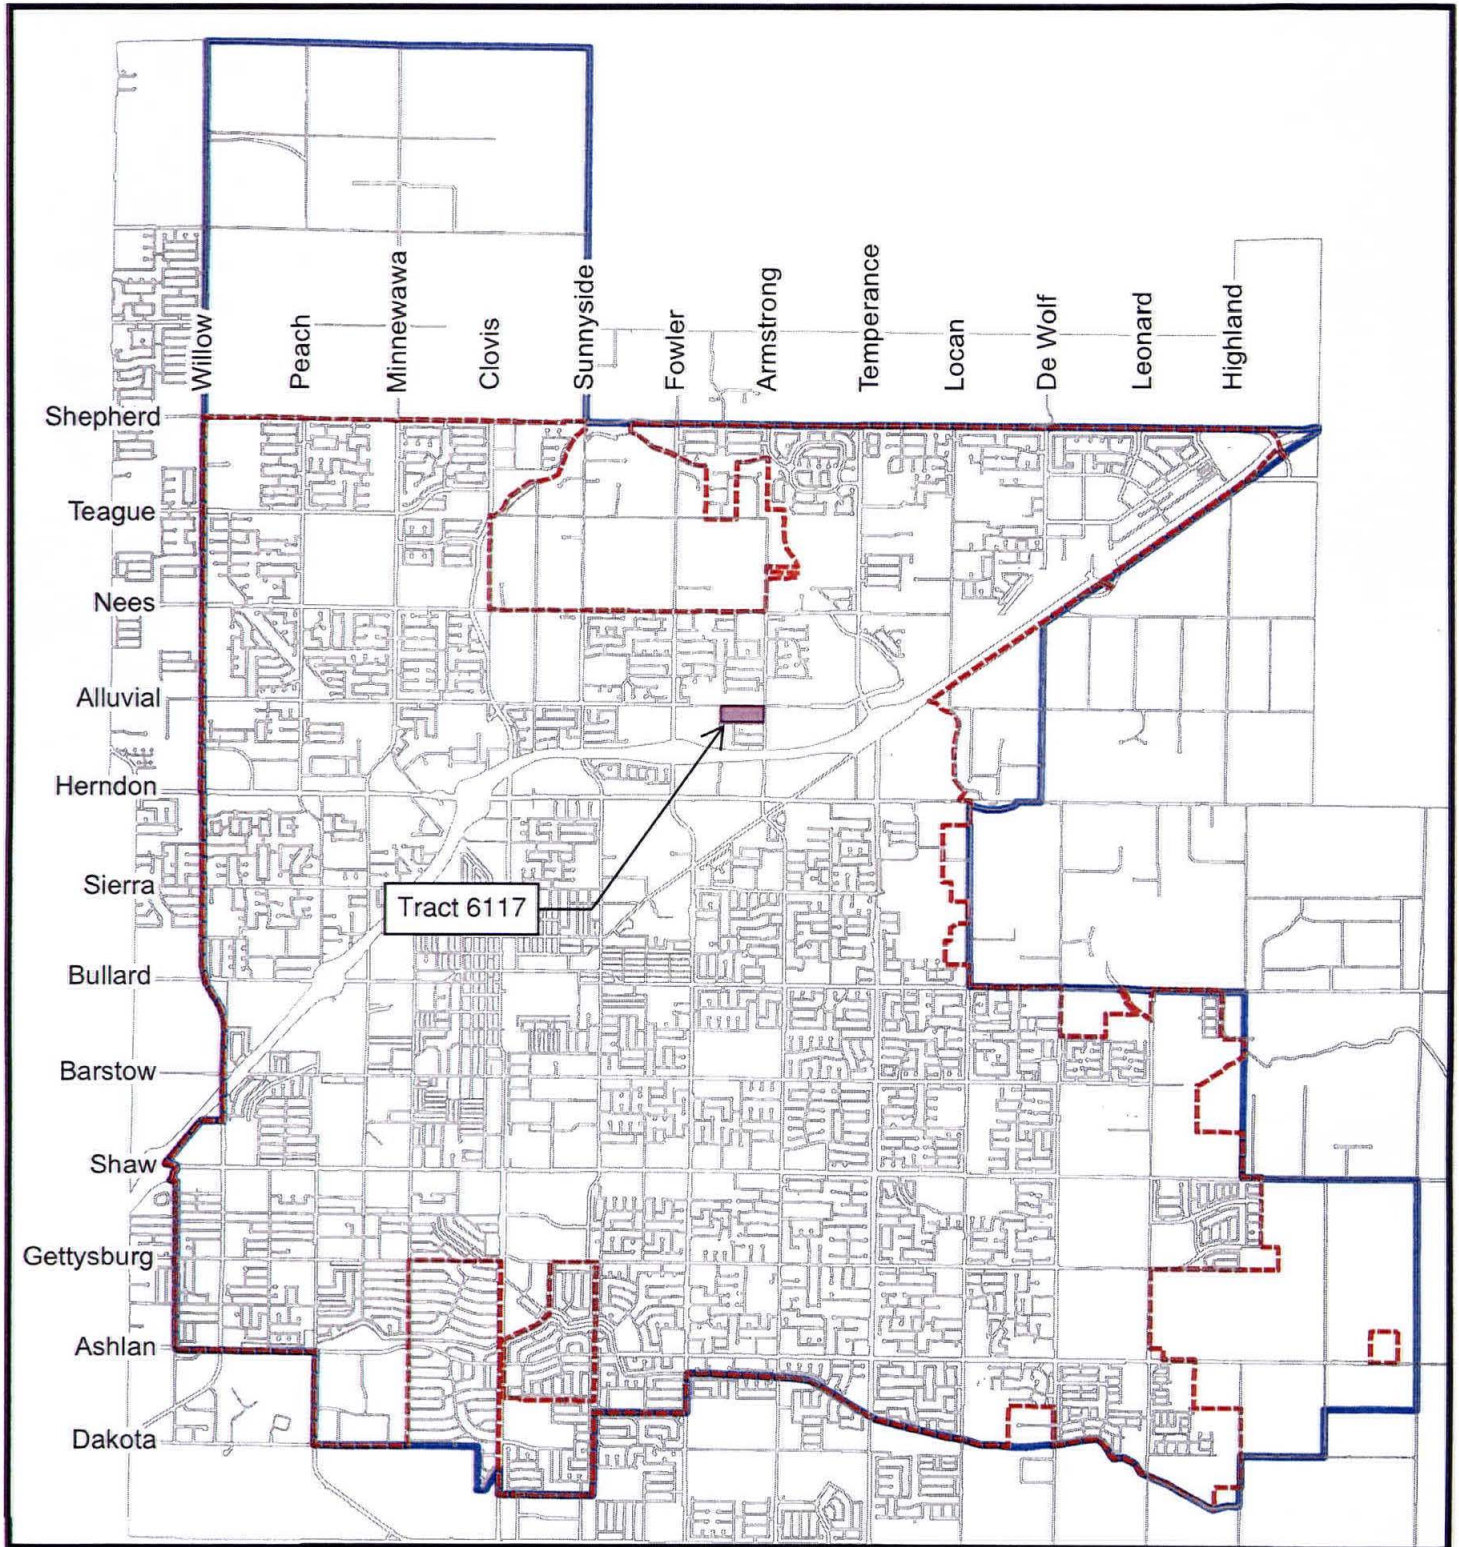 Willow
Peach
Minnewawa
Clovis
Sunnyside
Fowler
Armstrong
Temperance
Locan
De Wolf
Leonard
Highland
Shepherd
Teague
Nees
Alluvial
Herndon
Sierra
Tract 6117
Bullard
Barstow
Shaw
Gettysburg
Ashlan
Dakota